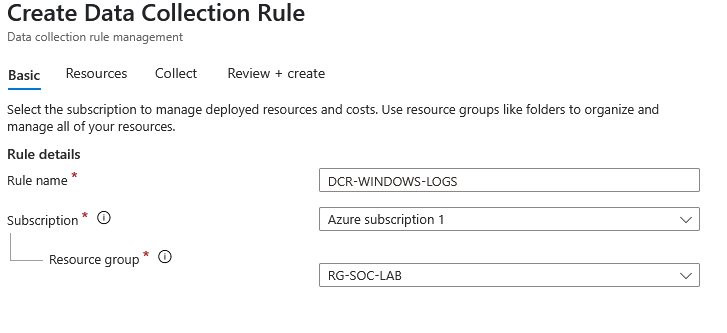 Create Data Collection Rule
Data collection rule management
Basic Resources Collect Review + create
Select the subscription to manage deployed resources and costs. Use resource groups like folders to organize and
manage all of your resources.
Rule details
Rule name * DCR-WINDOWS-LOGS
Subscription * Azure subscription 1
Resource group *
RG-SOC-LAB